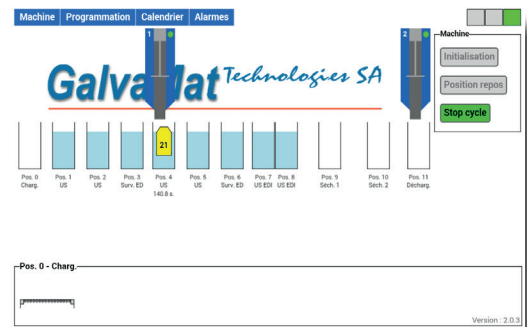 Machine Programmation Calendrier Alarmes
1
2
Machine
GalvaMat Technologies SA
Initialisation
Position repos
Stop cycle
21
Pos. 0 Pos. 1 Pos. 2 Pos. 3 Pos. 4 Pos. 5 Pos. 6 Pos. 7 Pos. 8 Pos. 9 Pos. 10 Pos. 11
Charg. US US Surv. ED US US Surv. ED US EDI US EDI Séch. 1 Séch. 2 Décharg.
140.8 s.
Pos. 0 - Charg.
Version : 2.0.3